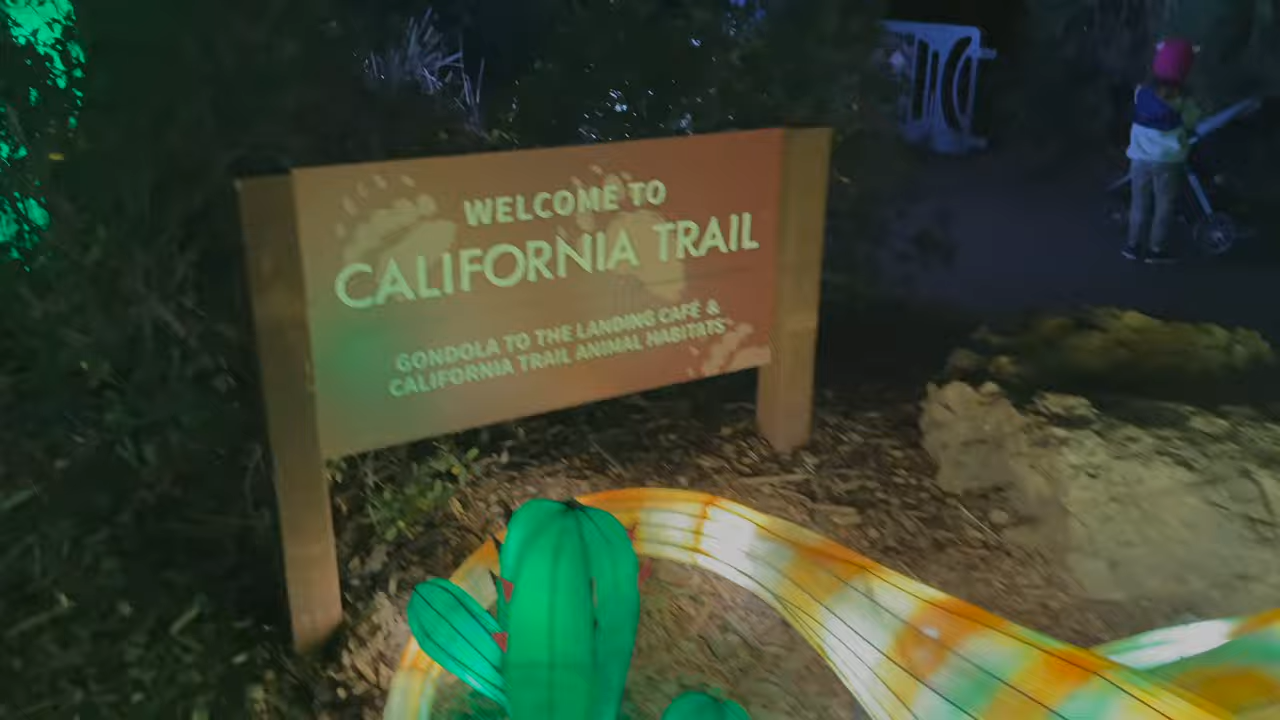 WELCOME TO
CALIFORNIA TRAIL
GONDOLA TO THE LANDING CAFÉ &
CALIFORNIA TRAIL ANIMAL HABITATS